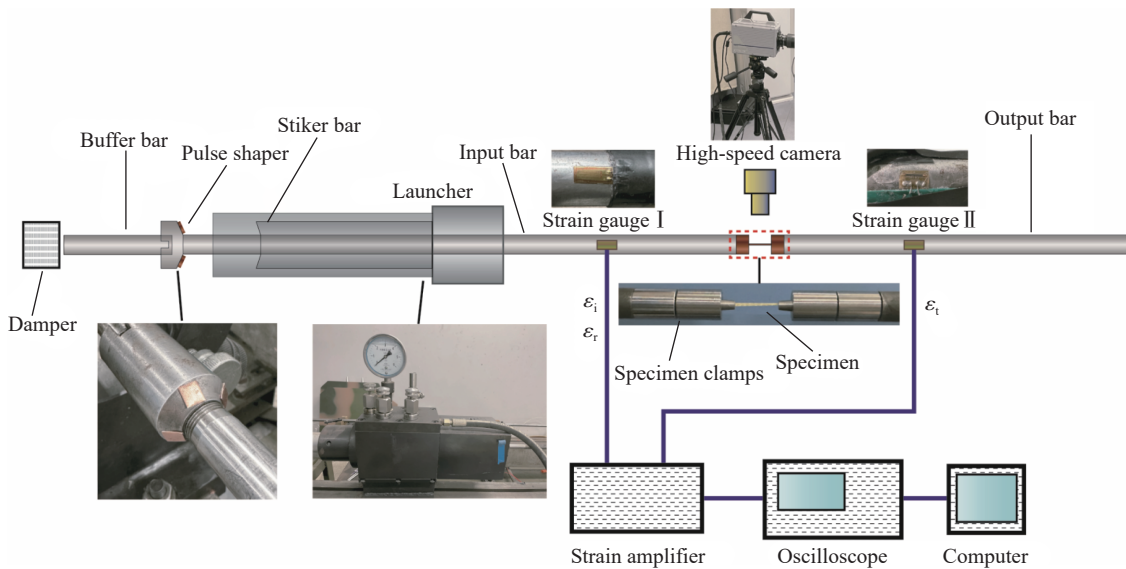 Buffer bar
Pulse shaper
Stiker bar
Launcher
Input bar
Strain gauge Ⅰ
High-speed camera
Strain gauge Ⅱ
Output bar
Damper
εi
εr
εt
Specimen clamps
Specimen
Strain amplifier
Oscilloscope
Computer